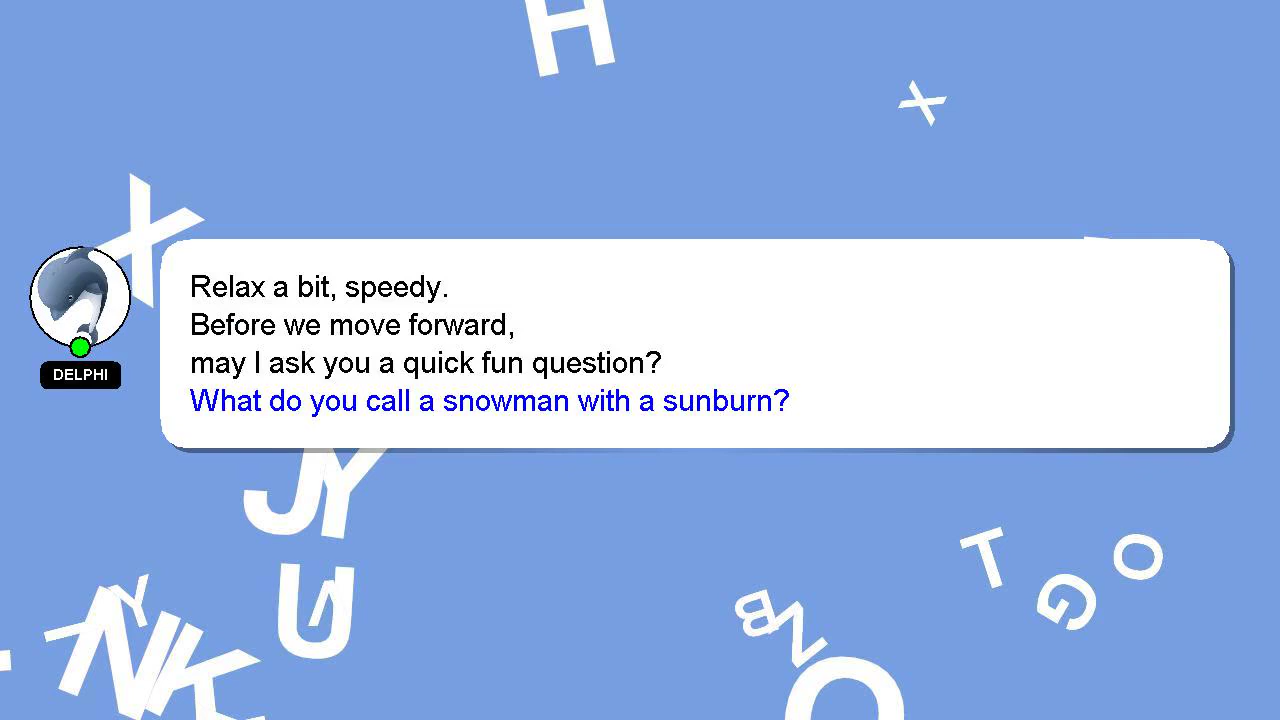 H
X
X
DELPHI
Relax a bit, speedy.
Before we move forward,
may I ask you a quick fun question?
What do you call a snowman with a sunburn?
J
Y
T
O
G
U
Y
B
Z
N
K
O